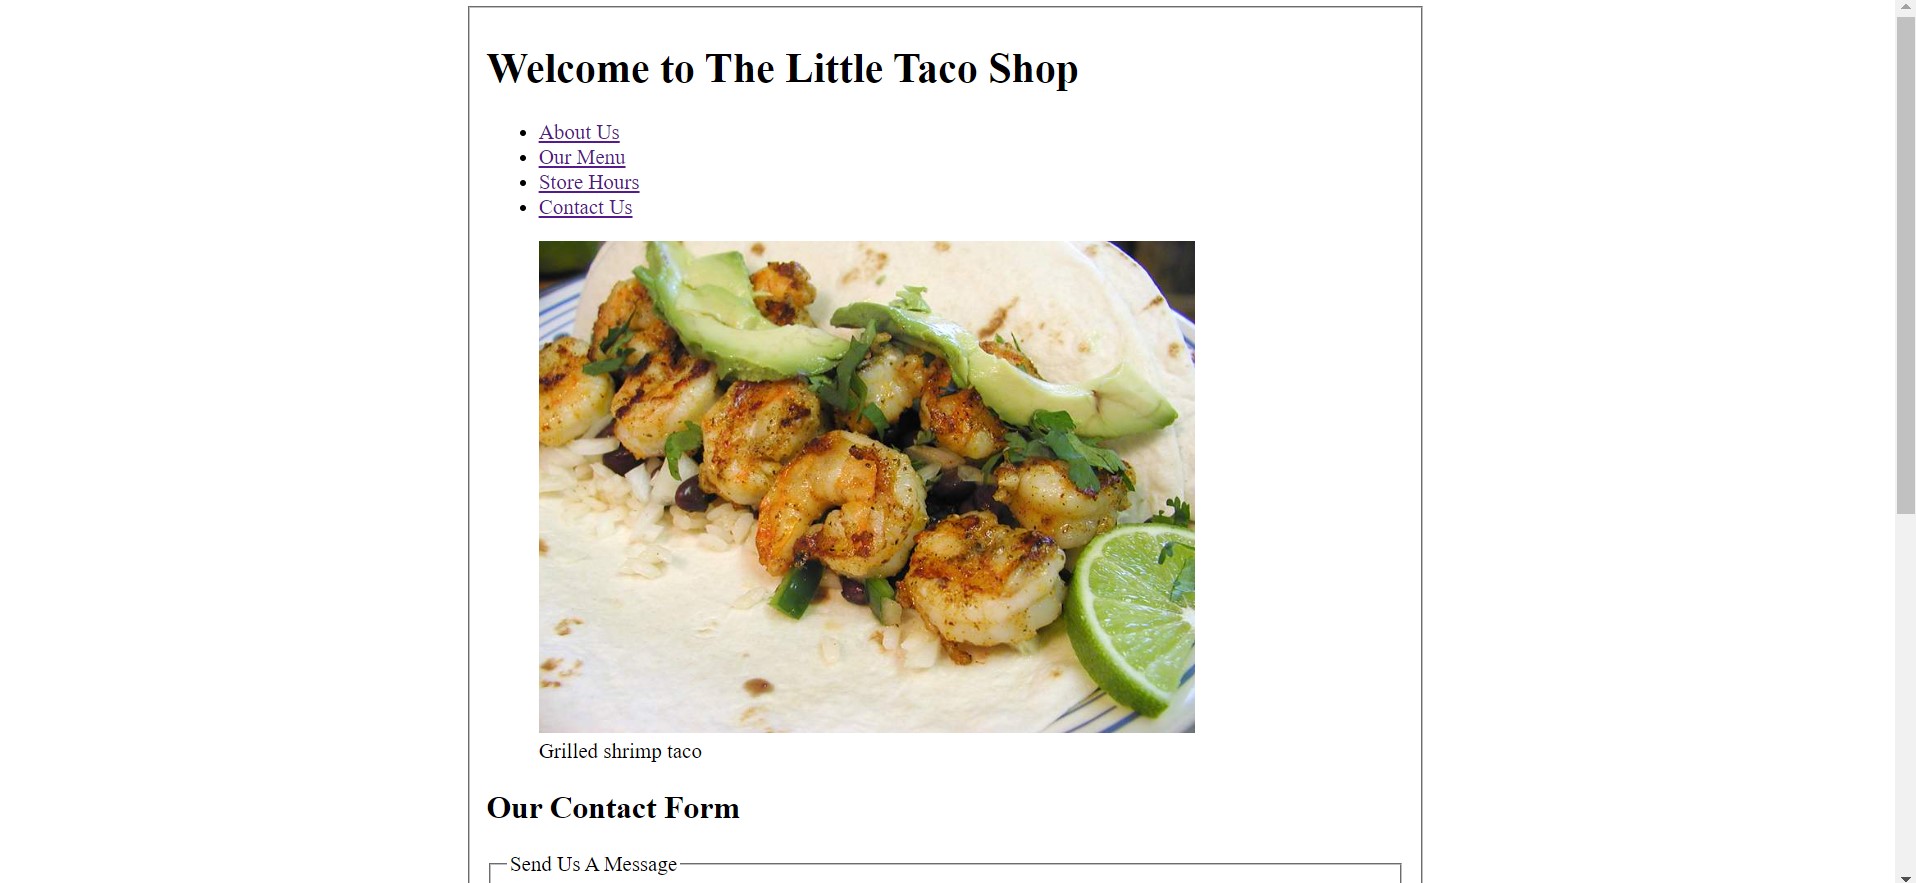 Welcome to The Little Taco Shop
About Us
Our Menu
Store Hours
Contact Us
Grilled shrimp taco
Our Contact Form
Send Us A Message